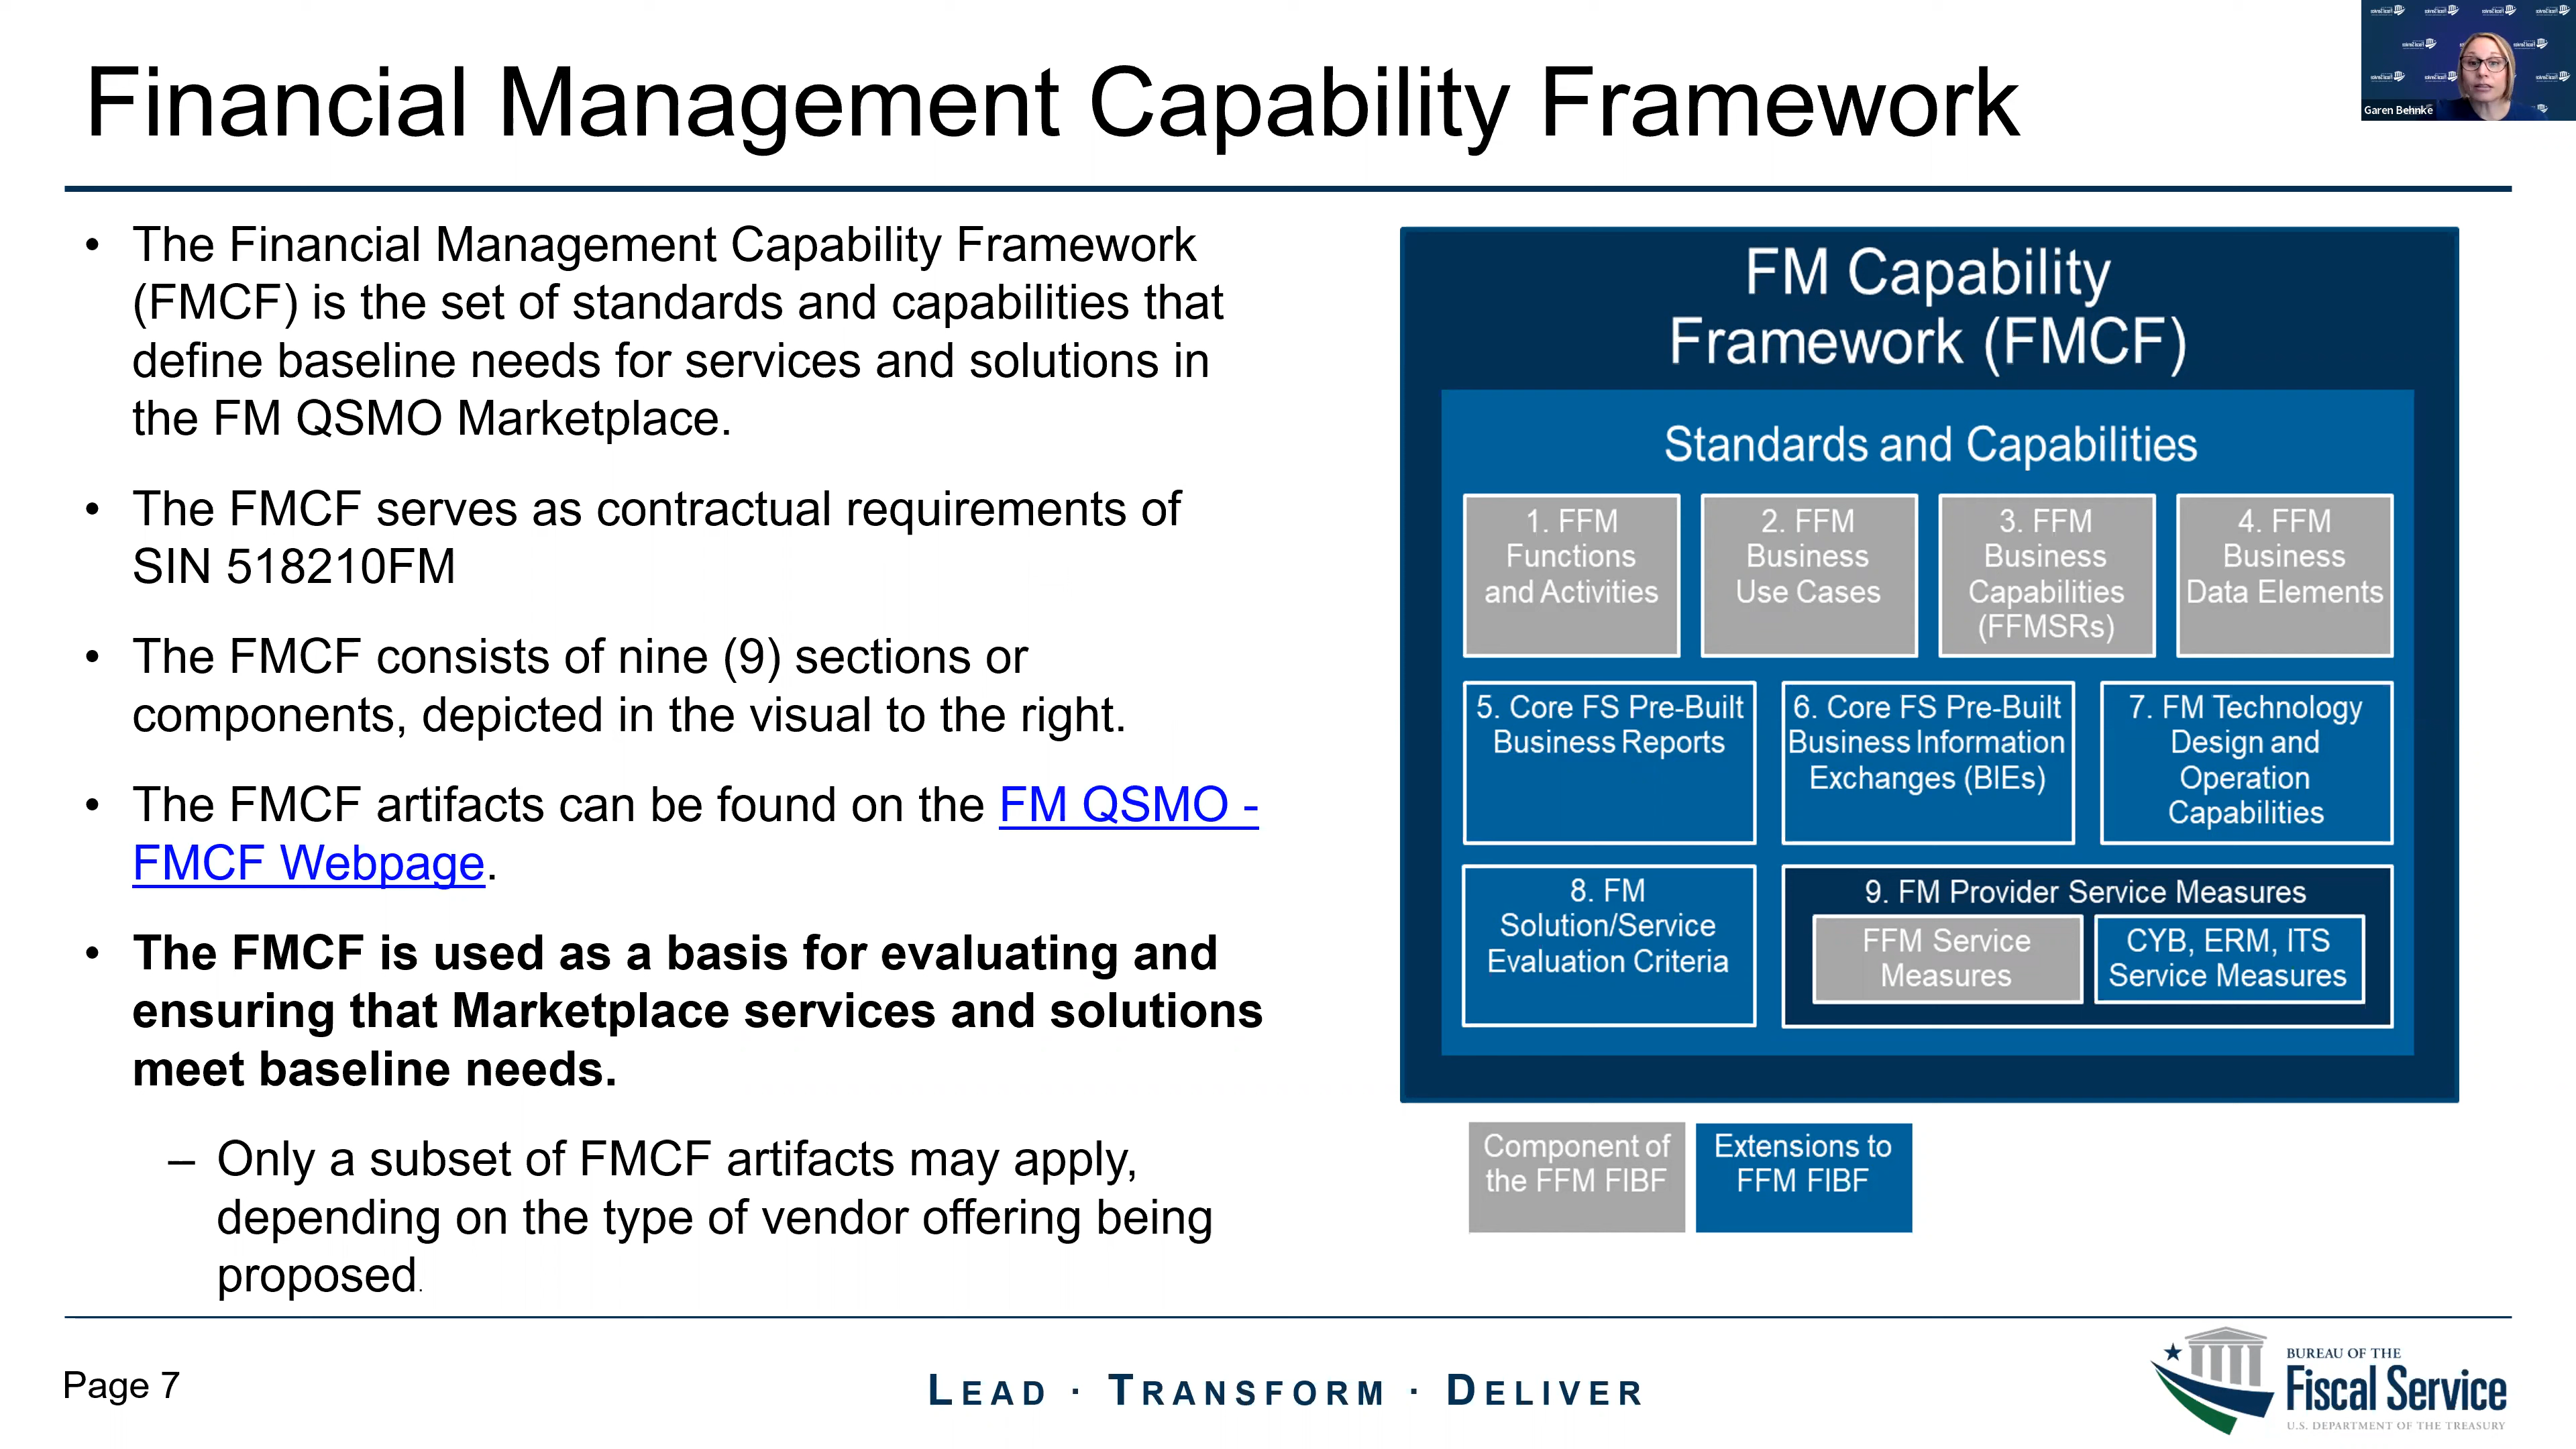 Financial Management Capability Framework
Garen Behnke
• The Financial Management Capability Framework
(FMCF) is the set of standards and capabilities that
define baseline needs for services and solutions in
the FM QSMO Marketplace.
• The FMCF serves as contractual requirements of
SIN 518210FM
• The FMCF consists of nine (9) sections or
components, depicted in the visual to the right.
• The FMCF artifacts can be found on the FM QSMO -
FMCF Webpage.
• The FMCF is used as a basis for evaluating and
ensuring that Marketplace services and solutions
meet baseline needs.
– Only a subset of FMCF artifacts may apply,
depending on the type of vendor offering being
proposed.
FM Capability
Framework (FMCF)
Standards and Capabilities
1. FFM
Functions
and Activities
2. FFM
Business
Use Cases
3. FFM
Business
Capabilities
(FFMSRs)
4. FFM
Business
Data Elements
5. Core FS Pre-Built
Business Reports
6. Core FS Pre-Built
Business Information
Exchanges (BIEs)
7. FM Technology
Design and
Operation
Capabilities
8. FM
Solution/Service
Evaluation Criteria
9. FM Provider Service Measures
FFM Service
Measures
CYB, ERM, ITS
Service Measures
Component of
the FFM FIBF
Extensions to
FFM FIBF
Page 7
LEAD · TRANSFORM · DELIVER
BUREAU OF THE
Fiscal Service
U.S. DEPARTMENT OF THE TREASURY